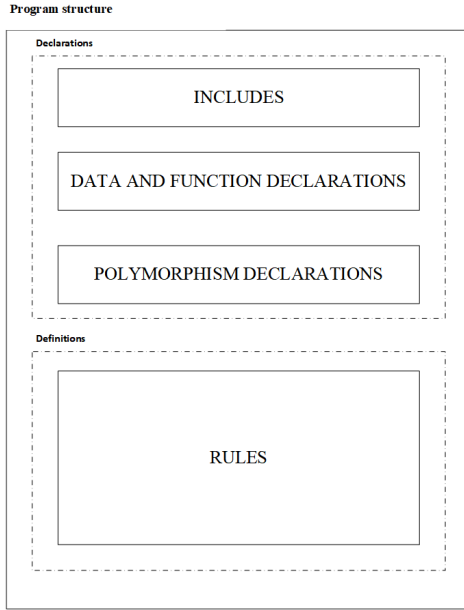 Program structure
Declarations
INCLUDES
DATA AND FUNCTION DECLARATIONS
POLYMORPHISM DECLARATIONS
Definitions
RULES